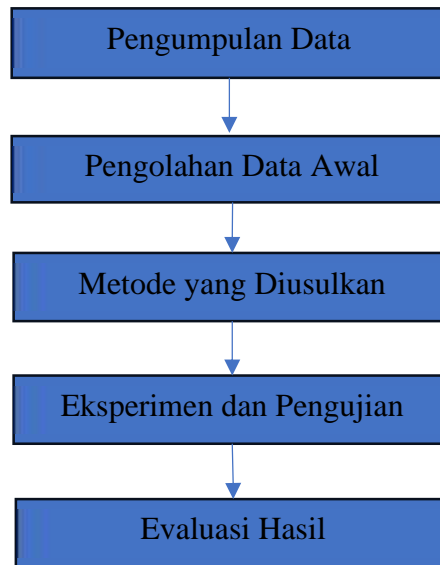 Pengumpulan Data
Pengolahan Data Awal
Metode yang Diusulkan
Eksperimen dan Pengujian
Evaluasi Hasil